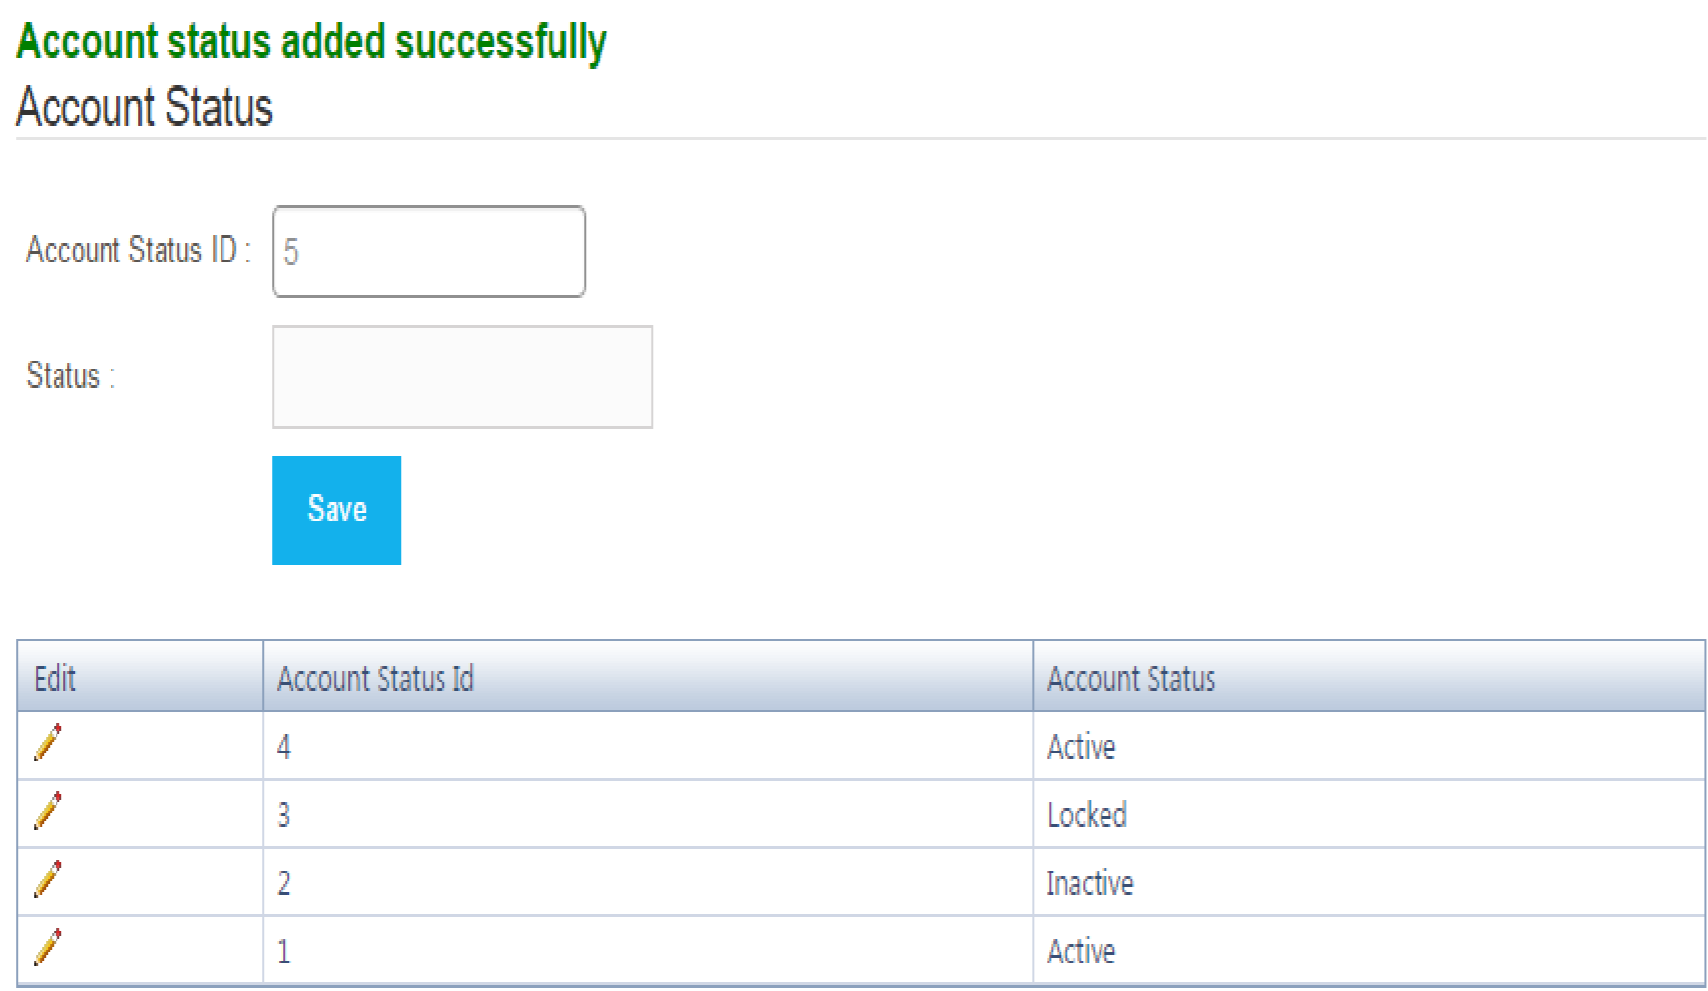 Account status added successfully
Account Status
Account Status ID : 5
Status :
Save
Edit Account Status Id Account Status
4 Active
3 Locked
2 Inactive
1 Active